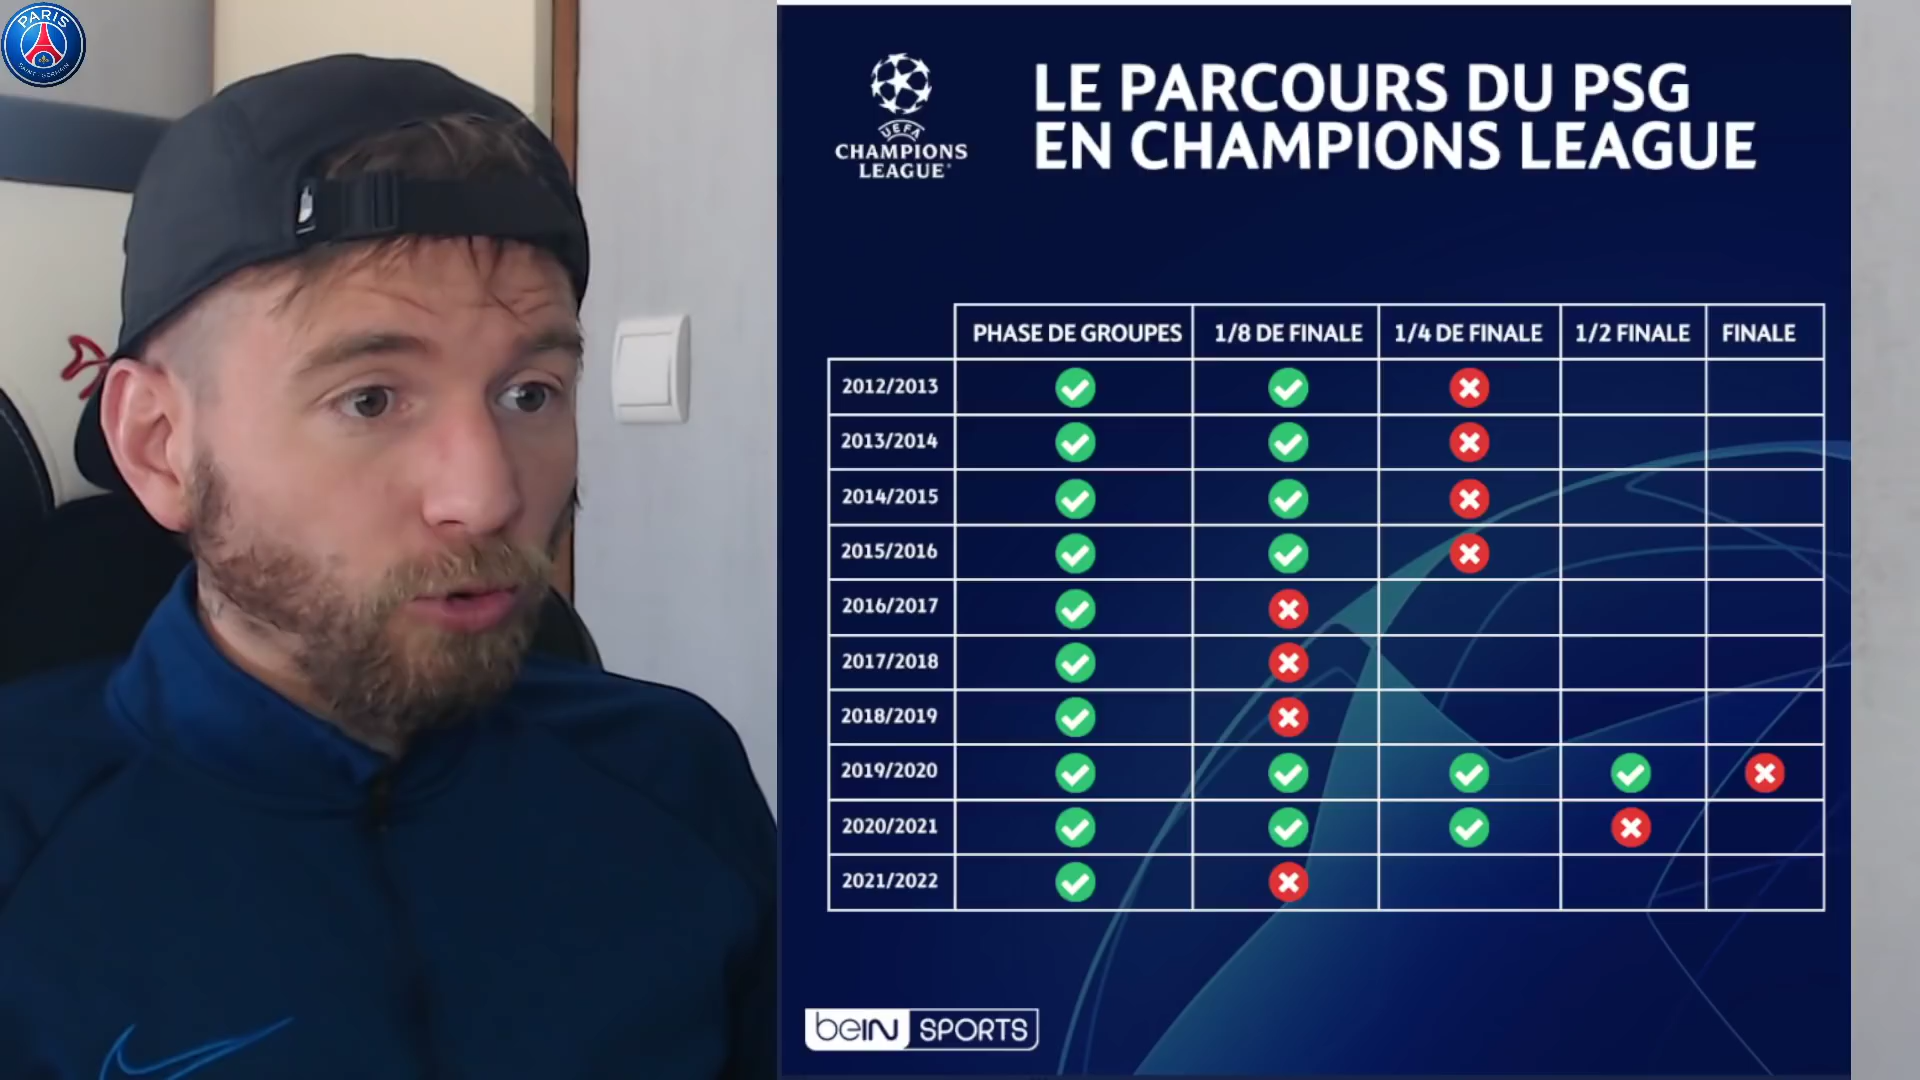 PARIS
SAINT-GERMAIN
UEFA
CHAMPIONS
LEAGUE
LE PARCOURS DU PSG
EN CHAMPIONS LEAGUE
PHASE DE GROUPES 1/8 DE FINALE 1/4 DE FINALE 1/2 FINALE FINALE
2012/2013
2013/2014
2014/2015
2015/2016
2016/2017
2017/2018
2018/2019
2019/2020
2020/2021
2021/2022
beIN SPORTS